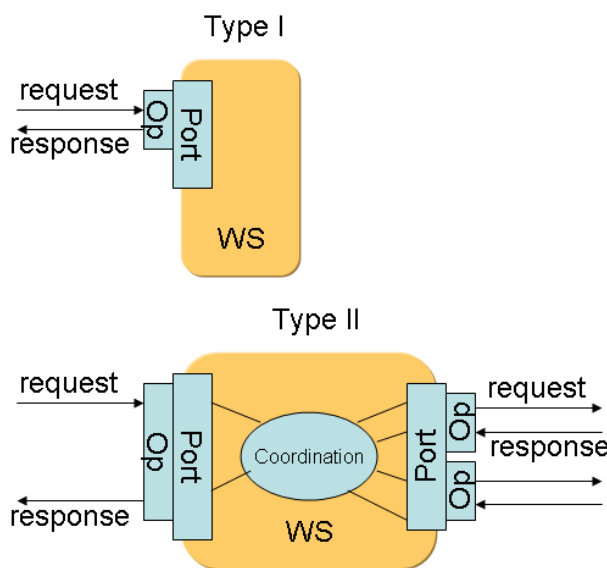 Type I
request
Op
Port
response
WS
Type II
request
request
Op
Port
Coordination
Port
Op
response
Op
response
WS